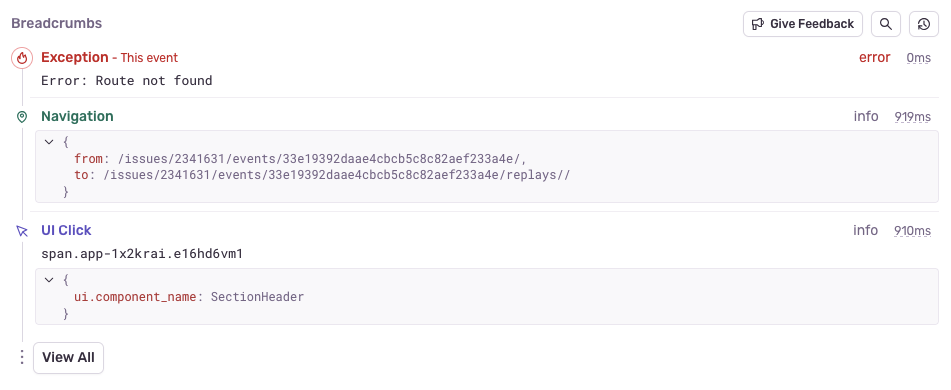 Breadcrumbs
Give Feedback
Exception - This event
error 0ms
Error: Route not found
Navigation
info 919ms
{
from: /issues/2341631/events/33e19392daae4cbcb5c8c82aef233a4e/,
to: /issues/2341631/events/33e19392daae4cbcb5c8c82aef233a4e/replays//
}
UI Click
info 910ms
span.app-1x2krai.e16hd6vm1
{
ui.component_name: SectionHeader
}
View All